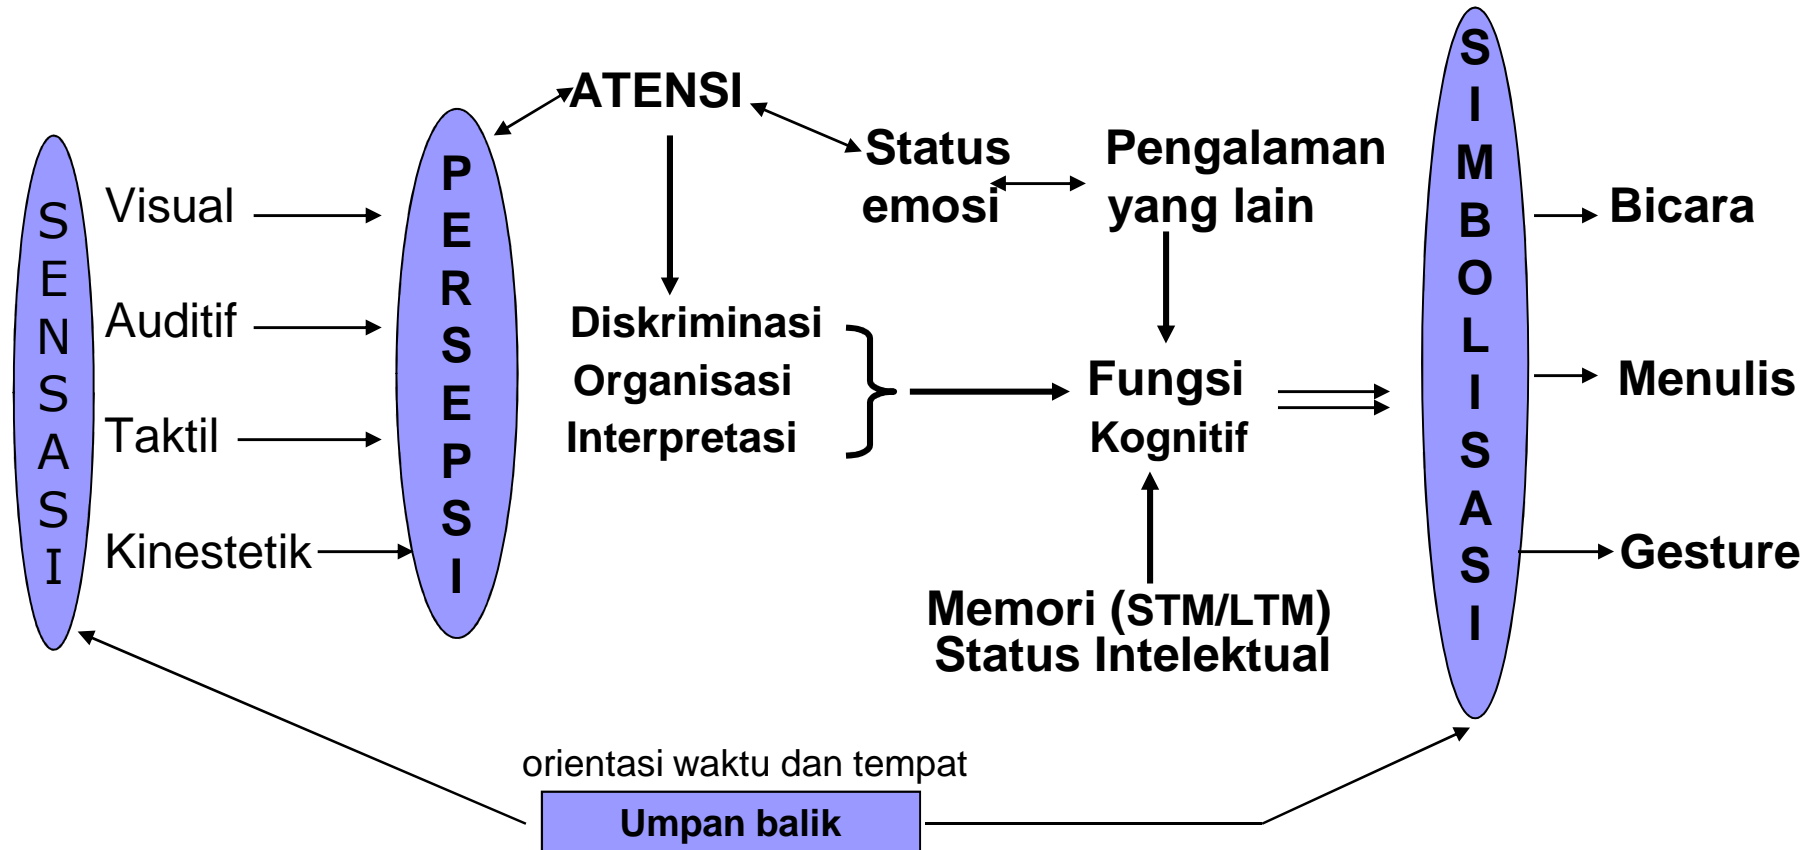 SENSASI
Visual
Auditif
Taktil
Kinestetik
PERSEPSI
ATENSI
Status
emosi
Pengalaman
yang lain
Diskriminasi
Organisasi
Interpretasi
Fungsi
Kognitif
Memori (STM/LTM)
Status Intelektual
SIMBOLISASI
Bicara
Menulis
Gesture
orientasi waktu dan tempat
Umpan balik